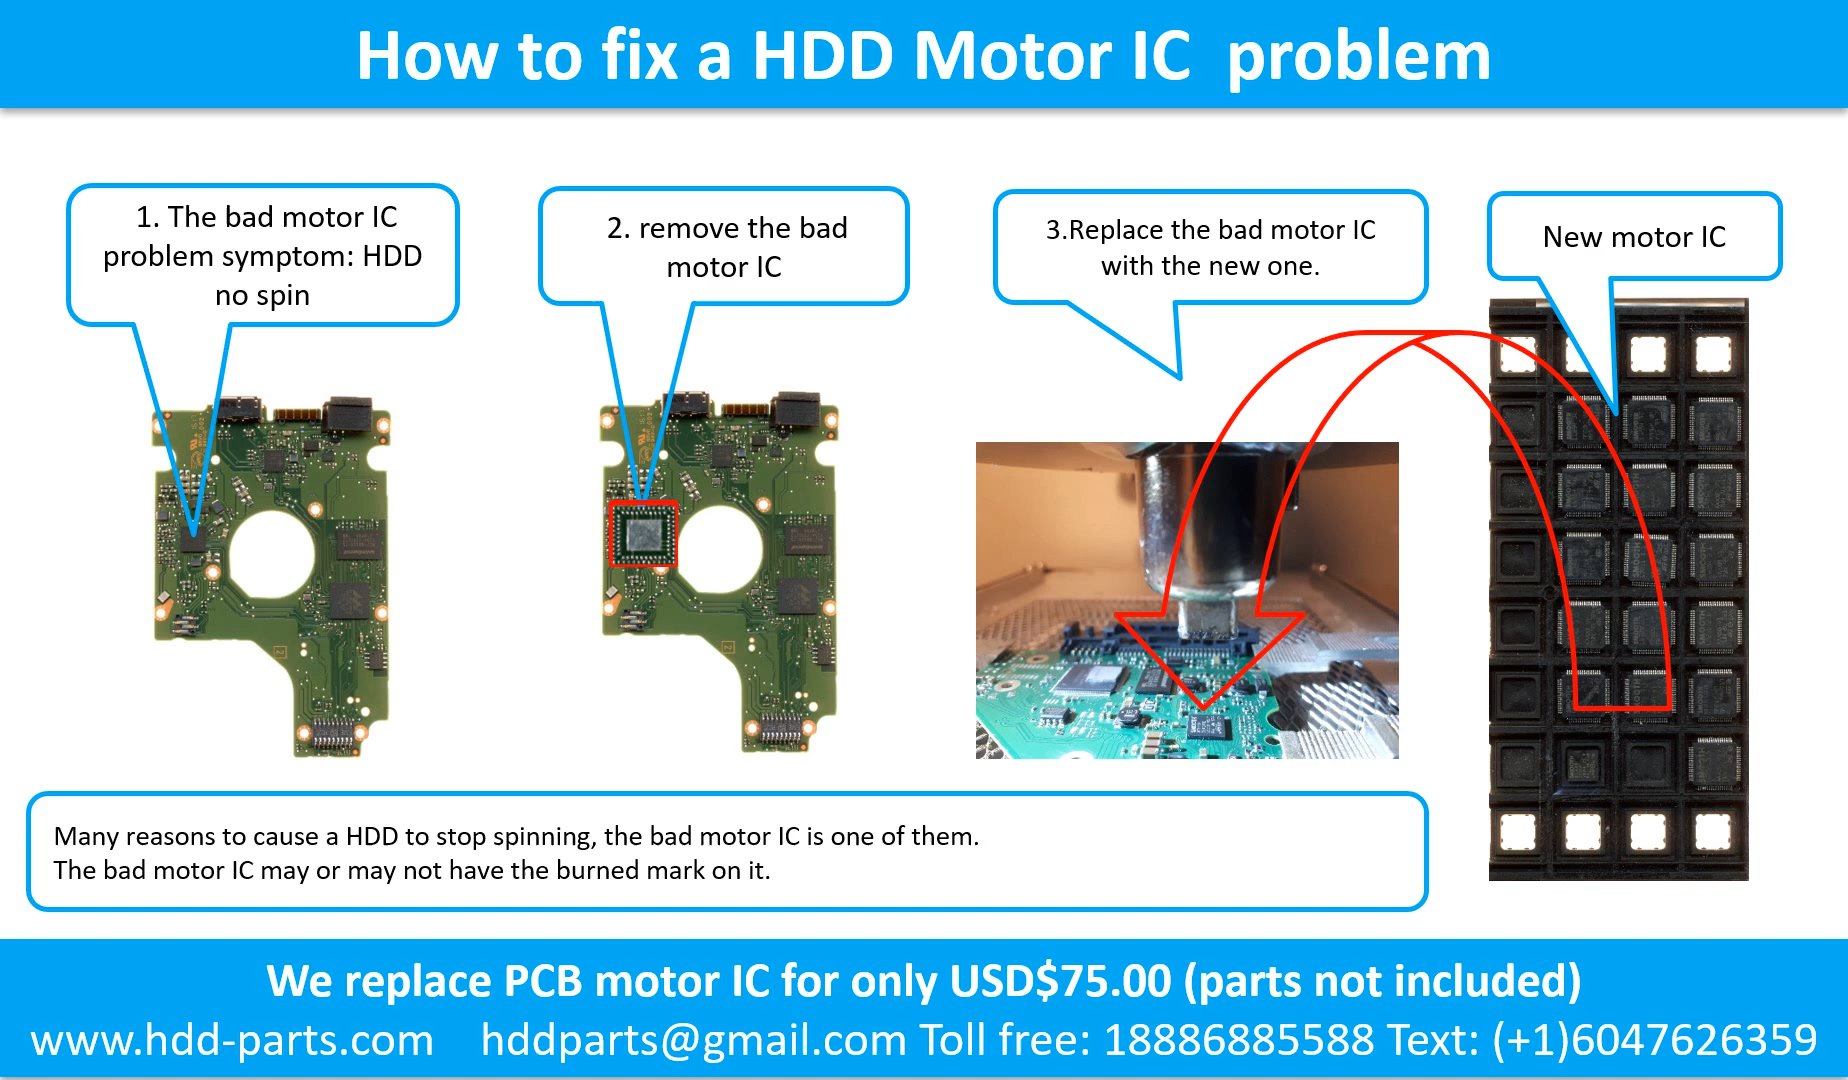 How to fix a HDD Motor IC problem
1. The bad motor IC
problem symptom: HDD
no spin
2. remove the bad
motor IC
3.Replace the bad motor IC
with the new one.
New motor IC
Many reasons to cause a HDD to stop spinning, the bad motor IC is one of them.
The bad motor IC may or may not have the burned mark on it.
We replace PCB motor IC for only USD$75.00 (parts not included)
www.hdd-parts.com hddparts@gmail.com Toll free: 18886885588 Text: (+1)6047626359